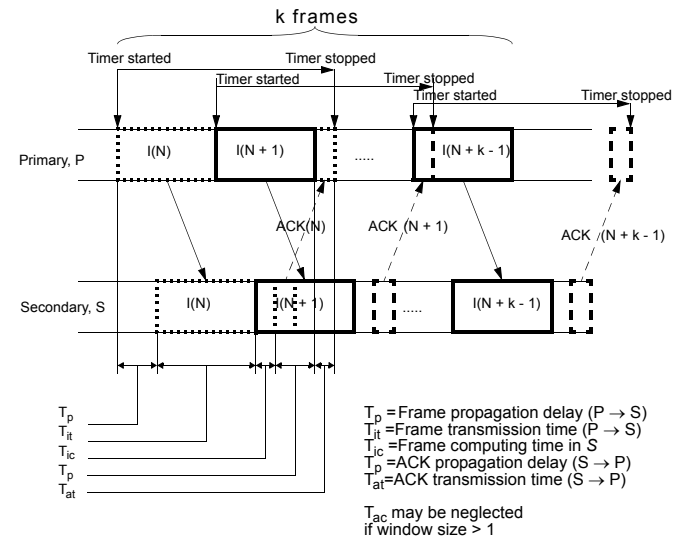 k frames
Timer started Timer stopped
Timer started Timer stopped
Timer started Timer stopped
Primary, P I(N) I(N + 1) ..... I(N + k - 1)
ACK(N) ACK (N + 1) ACK (N + k - 1)
Secondary, S I(N) I(N + 1) ..... I(N + k - 1)
Tp
Tit
Tic
Tp
Tat
Tp =Frame propagation delay (P → S)
Tit =Frame transmission time (P → S)
Tic =Frame computing time in S
Tp =ACK propagation delay (S → P)
Tat=ACK transmission time (S → P)
Tac may be neglected
if window size > 1